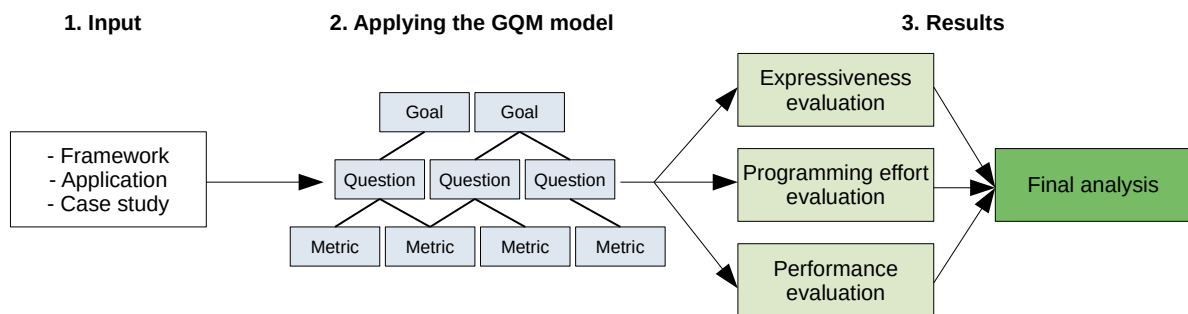 1. Input
2. Applying the GQM model
3. Results
- Framework
- Application
- Case study
Goal
Goal
Question
Question
Question
Metric
Metric
Metric
Metric
Expressiveness
evaluation
Programming effort
evaluation
Performance
evaluation
Final analysis